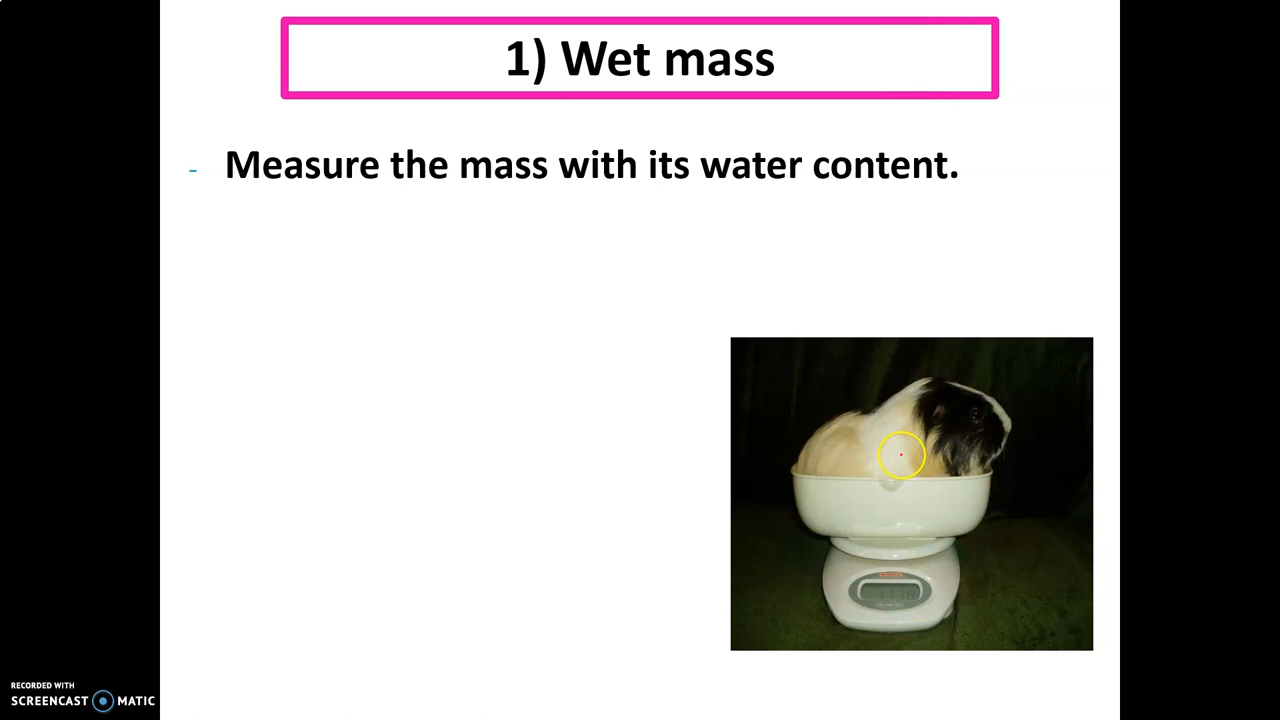 1) Wet mass
- Measure the mass with its water content.
RECORDED WITH
SCREENCAST MATIC